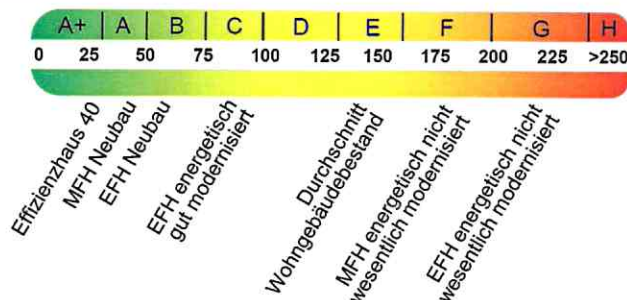 A+ A B C D E F G H
0 25 50 75 100 125 150 175 200 225 >250
Effizienzhaus 40
MFH Neubau
EFH Neubau
EFH energetisch
gut modernisiert
Durchschnitt
Wohngebäudebestand
MFH energetisch nicht
wesentlich modernisiert
EFH energetisch nicht
wesentlich modernisiert